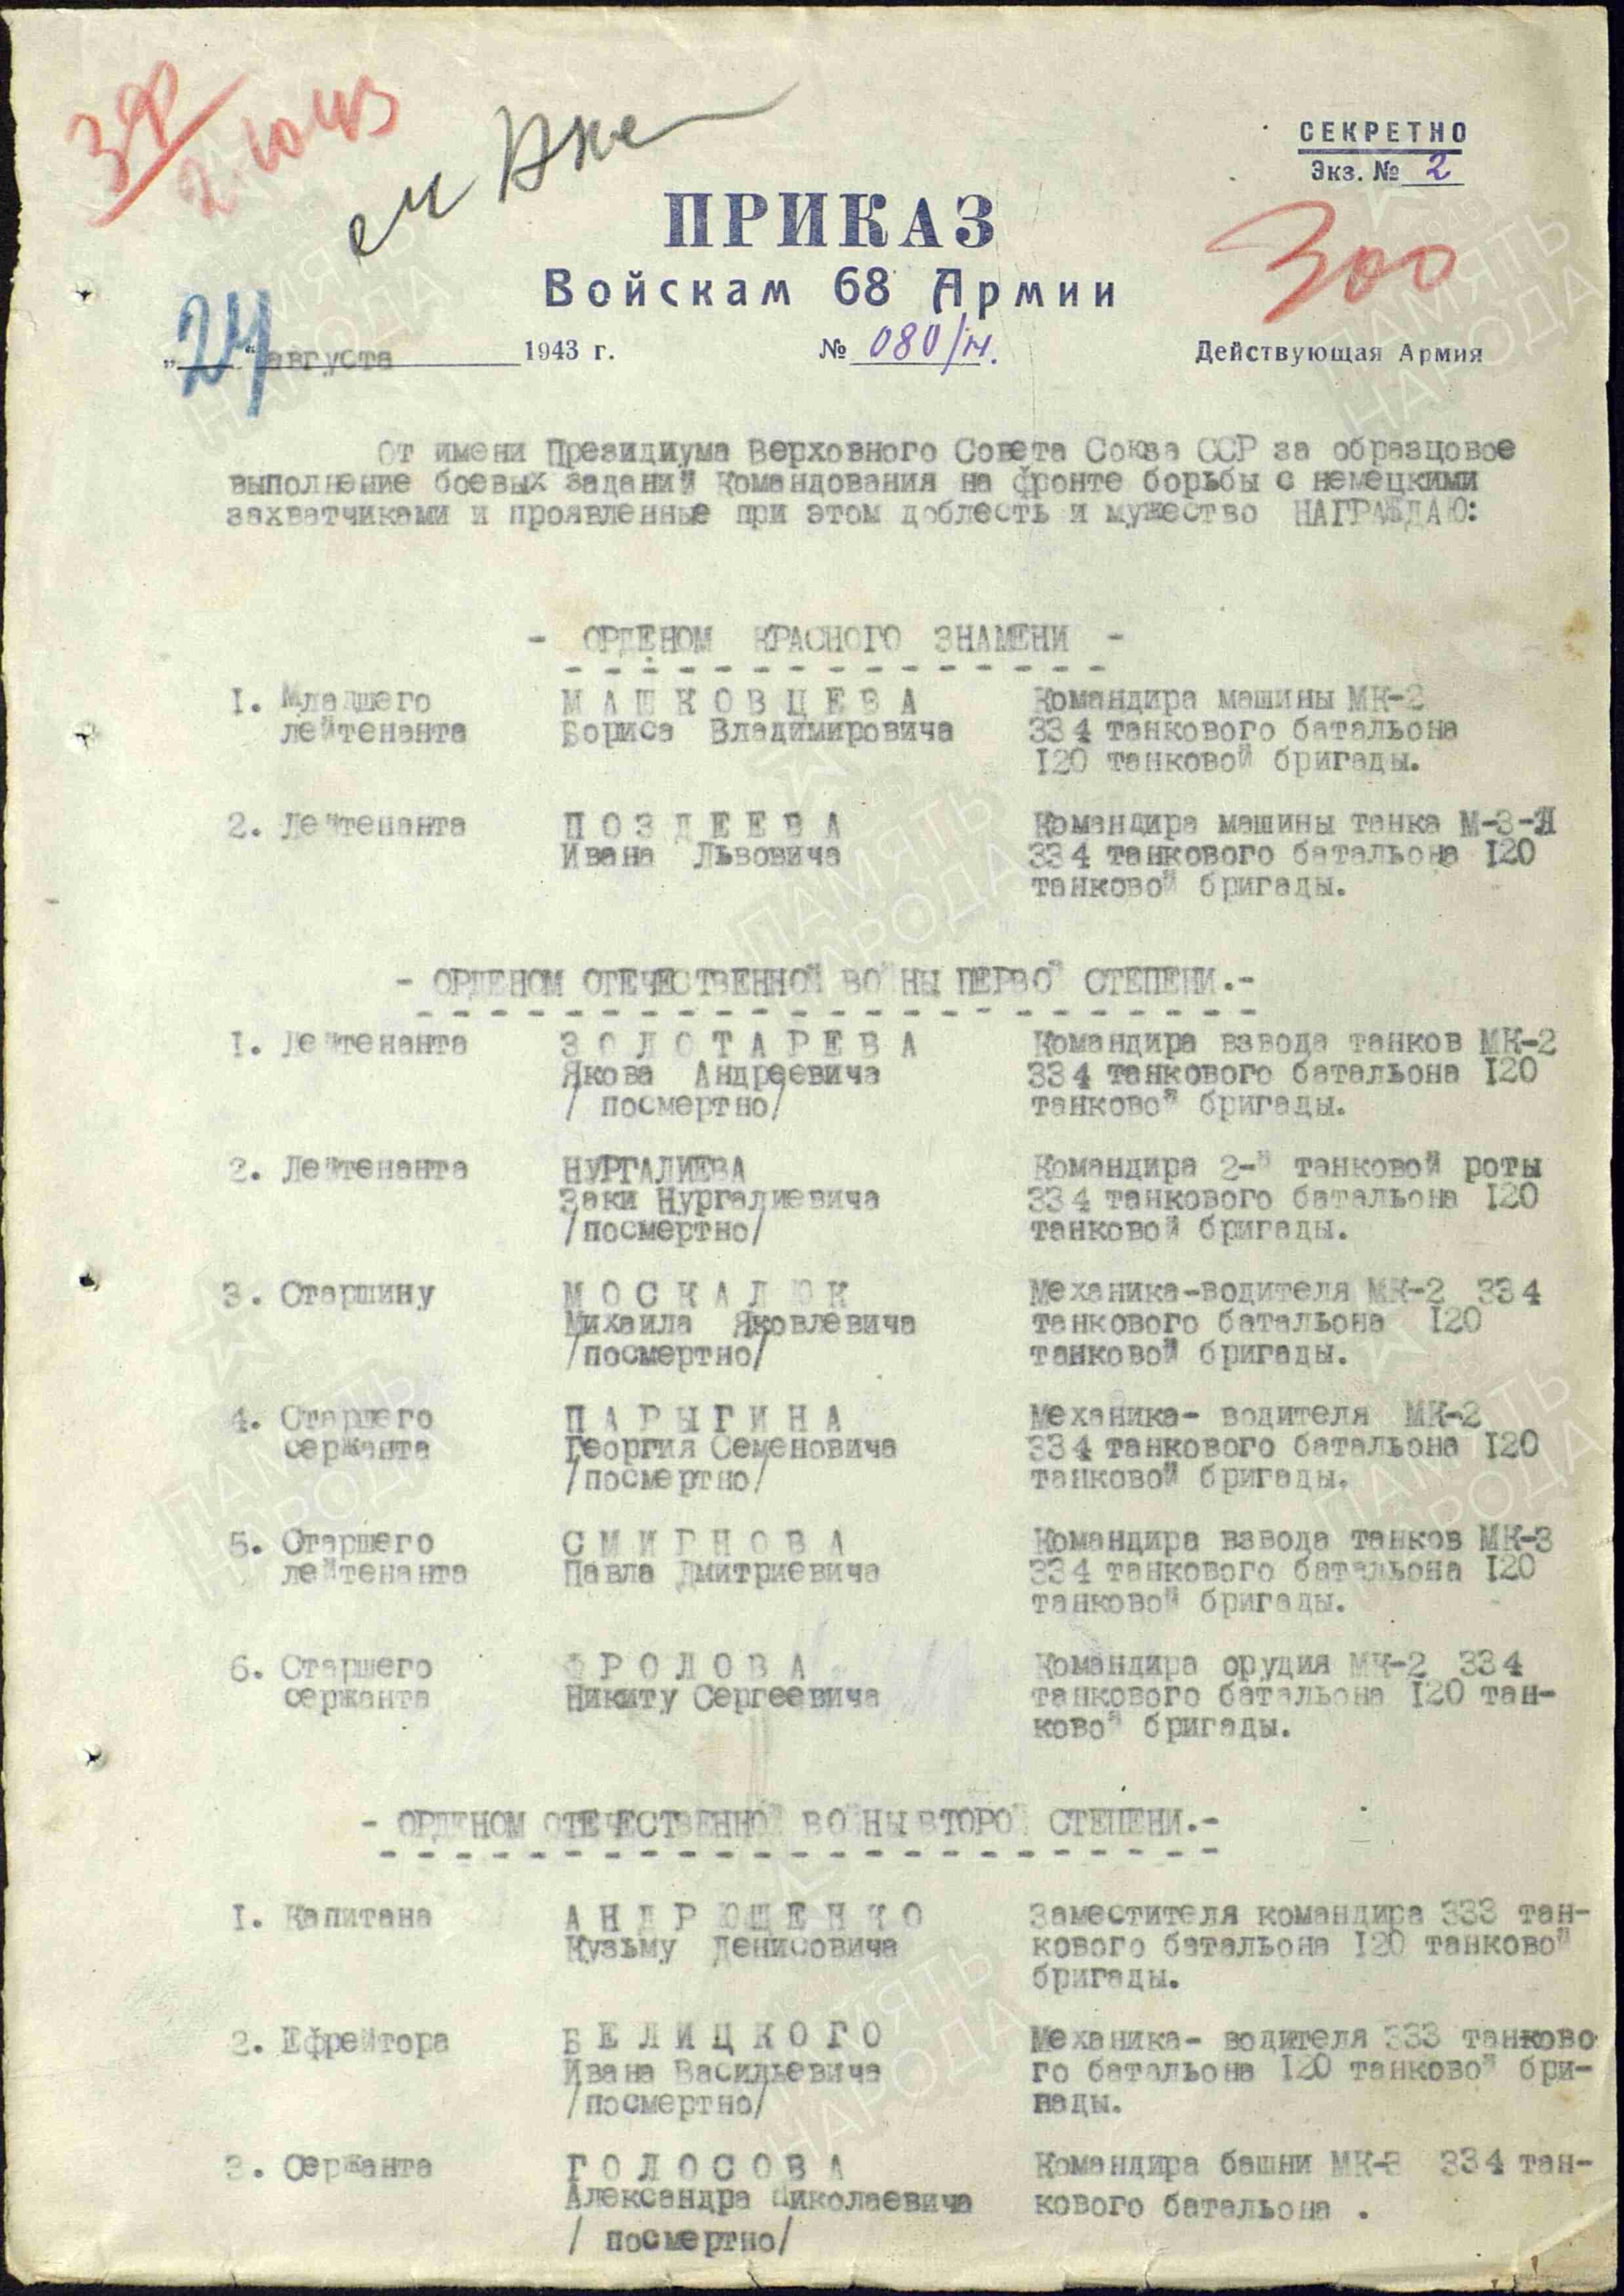 СЕКРЕТНО
Экз. № 2
ПРИКАЗ
300
Войскам 68 Армии
„24“ августа 1943 г. № 080/н. Действующая Армия
От имени Президиума Верховного Совета Союза ССР за образцовое
выполнение боевых заданий Командования на фронте борьбы с немецкими
захватчиками и проявленные при этом доблесть и мужество НАГРАЖДАЮ:
- ОРДЕНОМ КРАСНОГО ЗНАМЕНИ -
1. Младшего М А Ш К О В Ц Е В А Командира машины МК-2
лейтенанта Бориса Владимировича 334 танкового батальона
120 танковой бригады.
2. Лейтенанта П О З Д Е Е В А Командира машины танка М-3-Л
Ивана Львовича 334 танкового батальона 120
танковой бригады.
- ОРДЕНОМ ОТЕЧЕСТВЕННОЙ ВОЙНЫ ПЕРВОЙ СТЕПЕНИ.-
1. Лейтенанта З О Л О Т А Р Е В А Командира взвода танков МК-2
Якова Андреевича 334 танкового батальона 120
/ посмертно/ танковой бригады.
2. Лейтенанта НУРГАЛИЕВА Командира 2-й танковой роты
Заки Нургалиевича 334 танкового батальона 120
/посмертно/ танковой бригады.
3. Старшину М О С К А Л Ю К Механика-водителя МК-2 334
Михаила Яковлевича танкового батальона 120
/посмертно/ танковой бригады.
4. Старшего П А Р Ы Г И Н А Механика- водителя МК-2
сержанта Георгия Семеновича 334 танкового батальона 120
/посмертно/ танковой бригады.
5. Старшего С М И Р Н О В А Командира взвода танков МК-3
лейтенанта Павла Дмитриевича 334 танкового батальона 120
танковой бригады.
6. Старшего Ф Р О Л О В А Командира орудия МК-2 334
сержанта Никиту Сергеевича танкового батальона 120 тан-
ковой бригады.
- ОРДЕНОМ ОТЕЧЕСТВЕННОЙ ВОЙНЫ ВТОРОЙ СТЕПЕНИ.-
1. Капитана А Н Д Р Ю Щ Е Н К О Заместителя командира 333 тан-
Кузьму Денисовича кового батальона 120 танковой
бригады.
2. Ефрейтора Б Е Л И Ц К О Г О Механика- водителя 333 танково
Ивана Васильевича го батальона 120 танковой бри-
/посмертно/ гады.
3. Сержанта Г О Л О С О В А Командира башни МК-3 334 тан-
Александра Николаевича кового батальона .
/ посмертно/